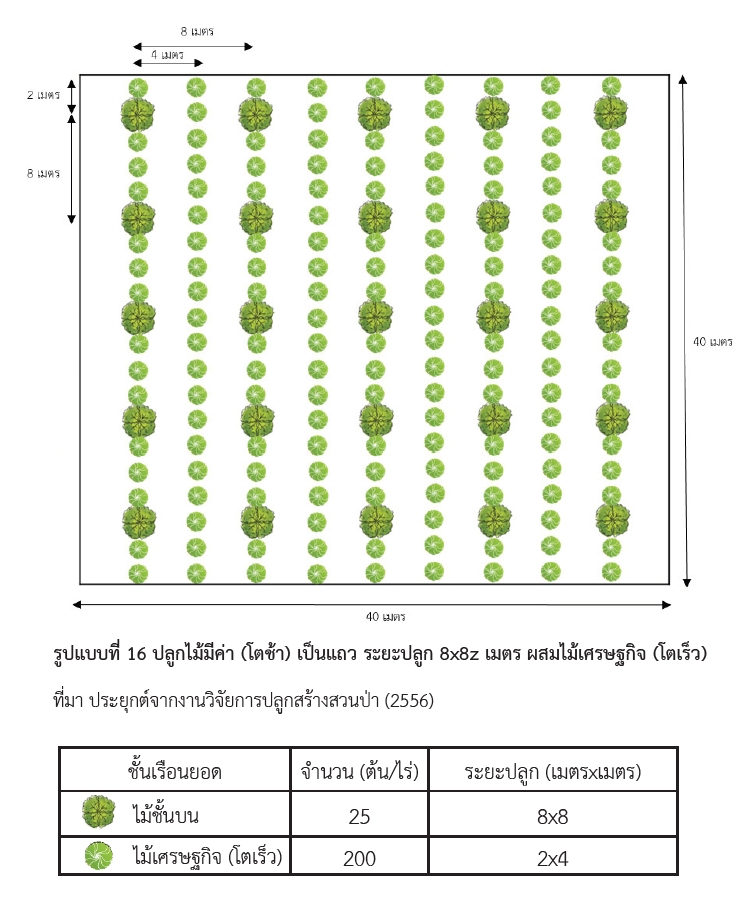 8 เมตร
4 เมตร
2 เมตร
8 เมตร
40 เมตร
40 เมตร
รูปแบบที่ 16 ปลูกไม้มีค่า (โตช้า) เป็นแถว ระยะปลูก 8x8z เมตร ผสมไม้เศรษฐกิจ (โตเร็ว)
ที่มา ประยุกต์จากงานวิจัยการปลูกสร้างสวนป่า (2556)
ชั้นเรือนยอด จำนวน (ต้น/ไร่) ระยะปลูก (เมตรxเมตร)
ไม้ชั้นบน 25 8x8
ไม้เศรษฐกิจ (โตเร็ว) 200 2x4